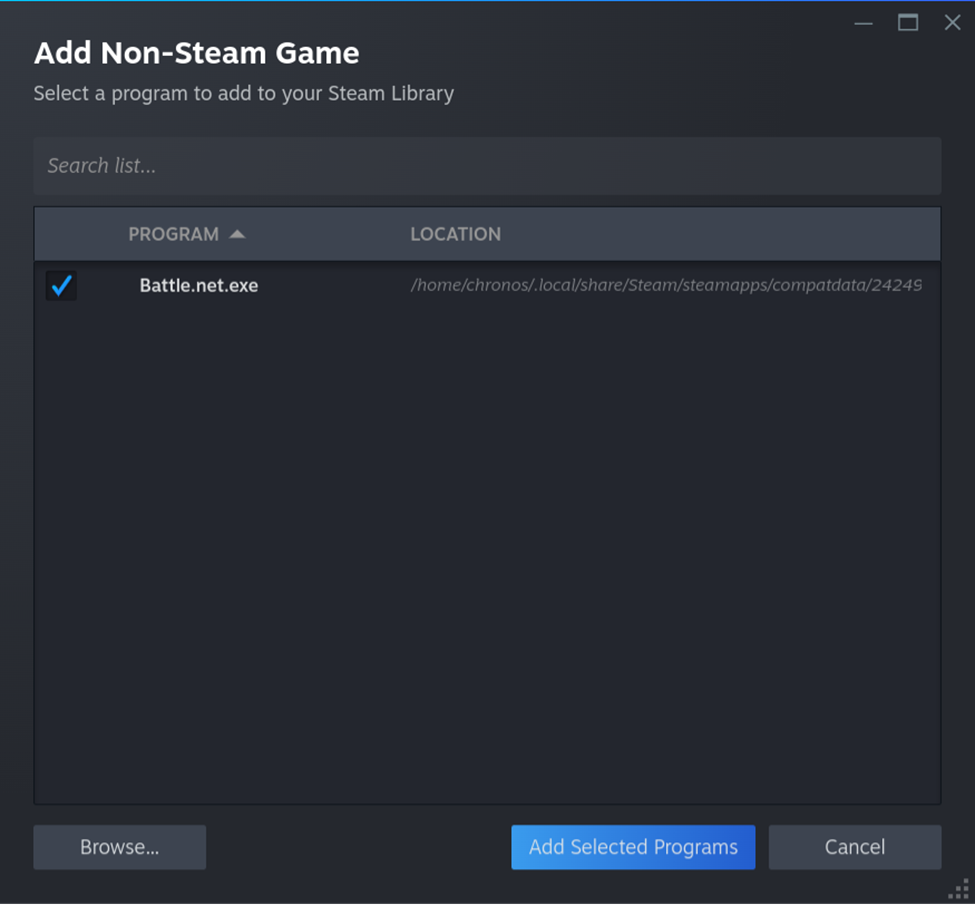 Add Non-Steam Game
Select a program to add to your Steam Library
Search list...
PROGRAM LOCATION
Battle.net.exe /home/chronos/.local/share/Steam/steamapps/compatdata/24249
Browse... Add Selected Programs Cancel